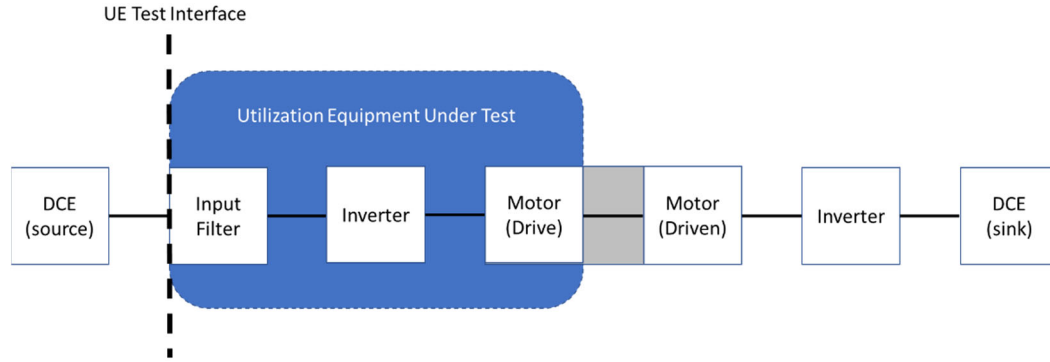 UE Test Interface
Utilization Equipment Under Test
DCE
(source)
Input
Filter
Inverter
Motor
(Drive)
Motor
(Driven)
Inverter
DCE
(sink)